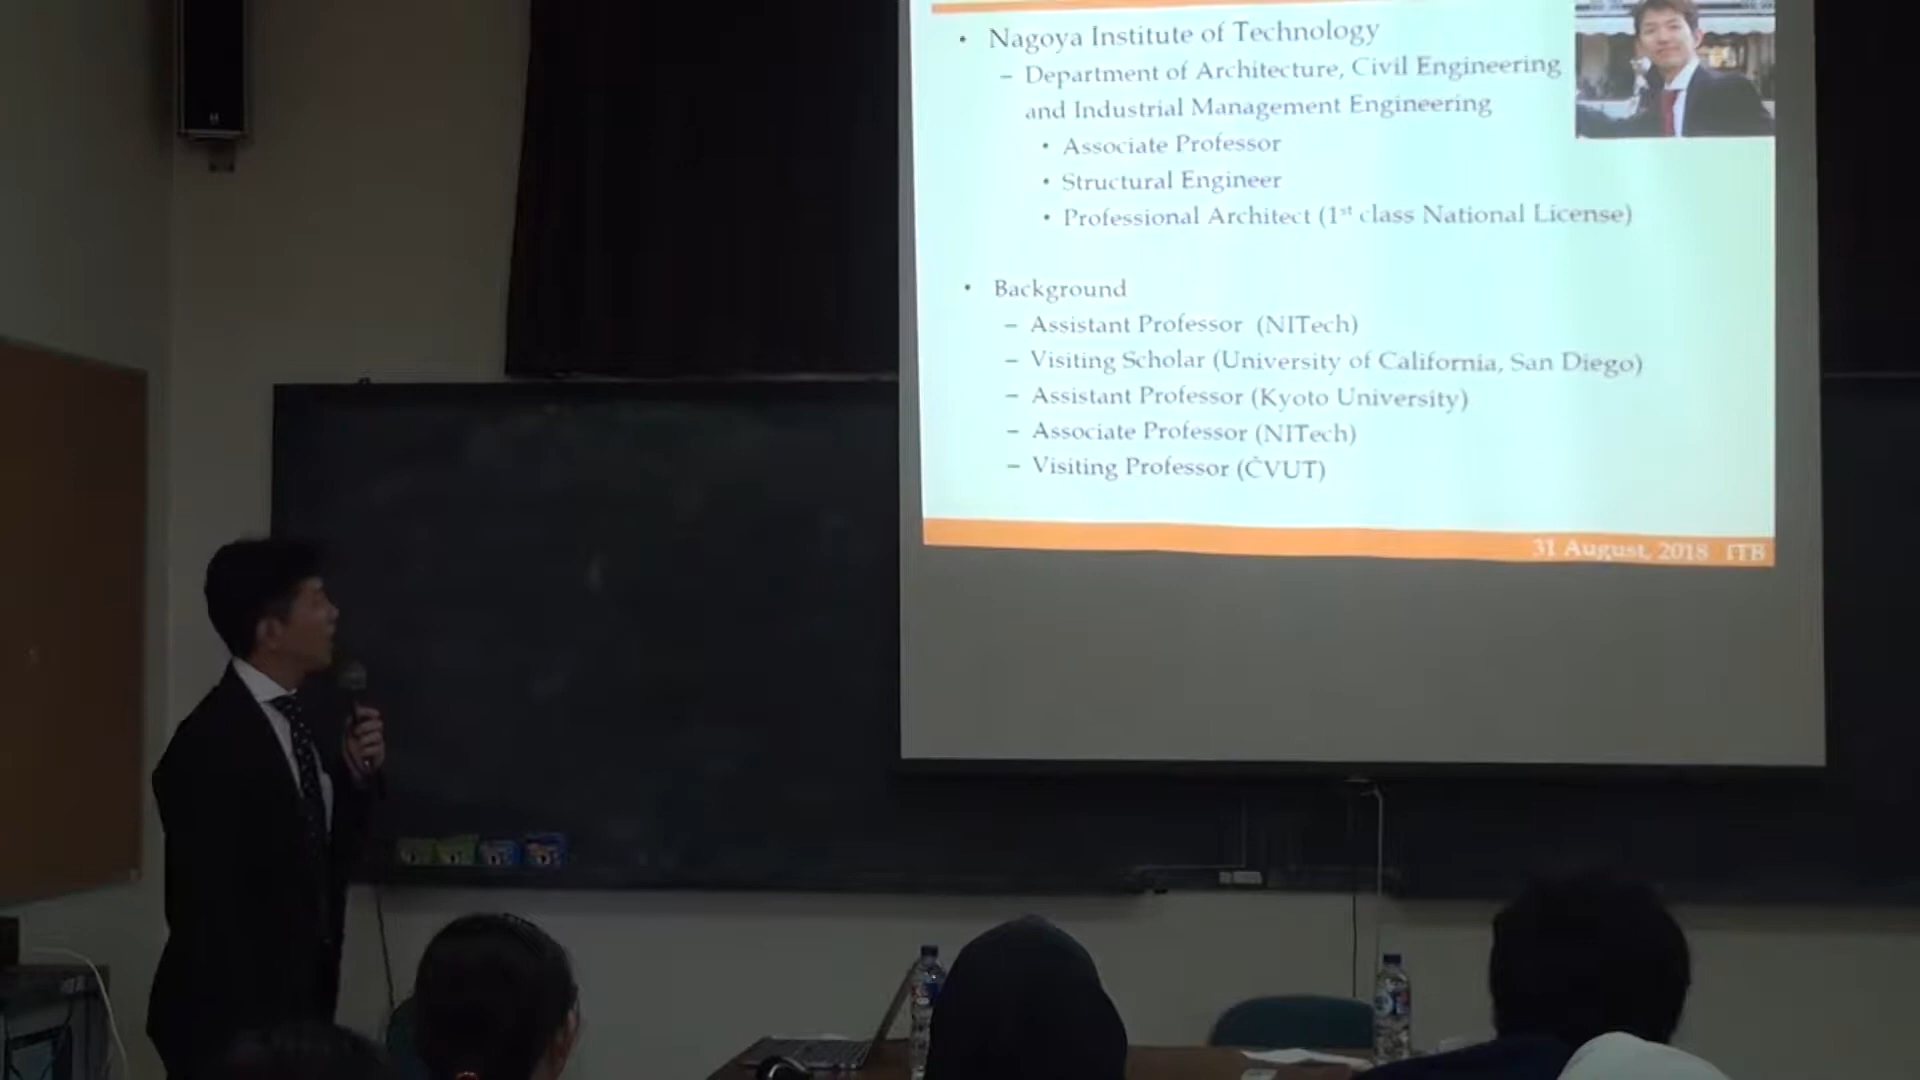 • Nagoya Institute of Technology
– Department of Architecture, Civil Engineering
and Industrial Management Engineering
• Associate Professor
• Structural Engineer
• Professional Architect (1st class National License)
• Background
– Assistant Professor (NITech)
– Visiting Scholar (University of California, San Diego)
– Assistant Professor (Kyoto University)
– Associate Professor (NITech)
– Visiting Professor (ČVUT)
31 August, 2018 ITB